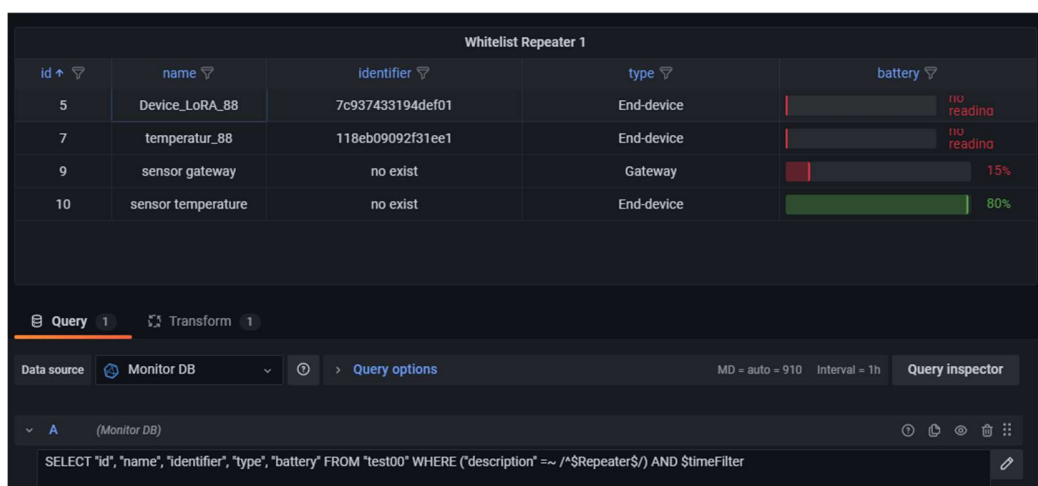 Whitelist Repeater 1
id name identifier type battery
5 Device_LoRA_88 7c937433194def01 End-device no reading
7 temperatur_88 118eb09092f31ee1 End-device no reading
9 sensor gateway no exist Gateway 15%
10 sensor temperature no exist End-device 80%
Query 1 Transform 1
Data source Monitor DB Query options MD = auto = 910 Interval = 1h Query inspector
A (Monitor DB)
SELECT "id", "name", "identifier", "type", "battery" FROM "test00" WHERE ("description" =~ /^$Repeater$/) AND $timeFilter